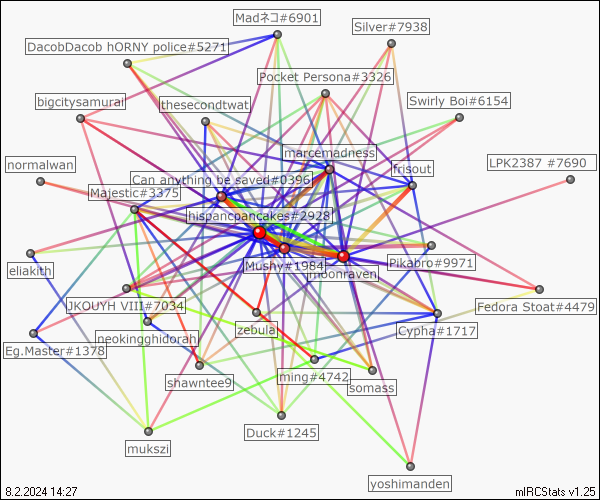 Madネコ#6901
Silver#7938
DacobDacob hORNY police#5271
Pocket Persona#3326
bigcitysamurai
thesecondtwat
Swirly Boi#6154
marcemadness
normalwan
LPK2387 #7690
frisout
Can anything be saved#0396
Majestic#3375
hispancpancakes#2928
Mushy#1984
moonraven
Pikabro#9971
eliakith
JKOUYH VIII#7034
Fedora Stoat#4479
neokingghidorah
zebula
Cypha#1717
Eg.Master#1378
shawntee9
ming#4742
somass
Duck#1245
mukszi
yoshimanden
8.2.2024 14:27
mIRCStats v1.25